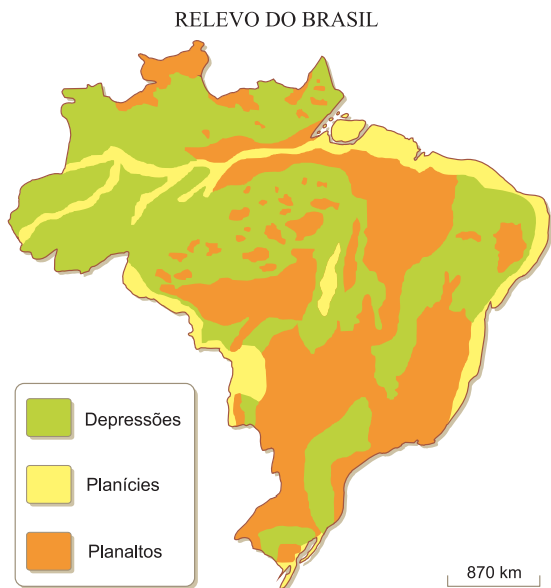 RELEVO DO BRASIL
Depressões
Planícies
Planaltos
870 km